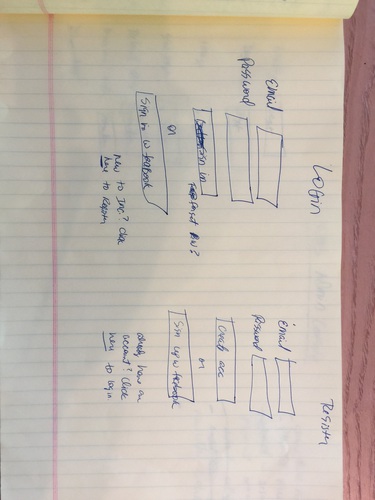 Login
Email
Password
Sign in
forgot PW?
or
Sign in w facebook
new to Inc.? Click
here to Register
Register
Email
Password
Create acc
or
Sign up w facebook
already have an
account? Click
here to login